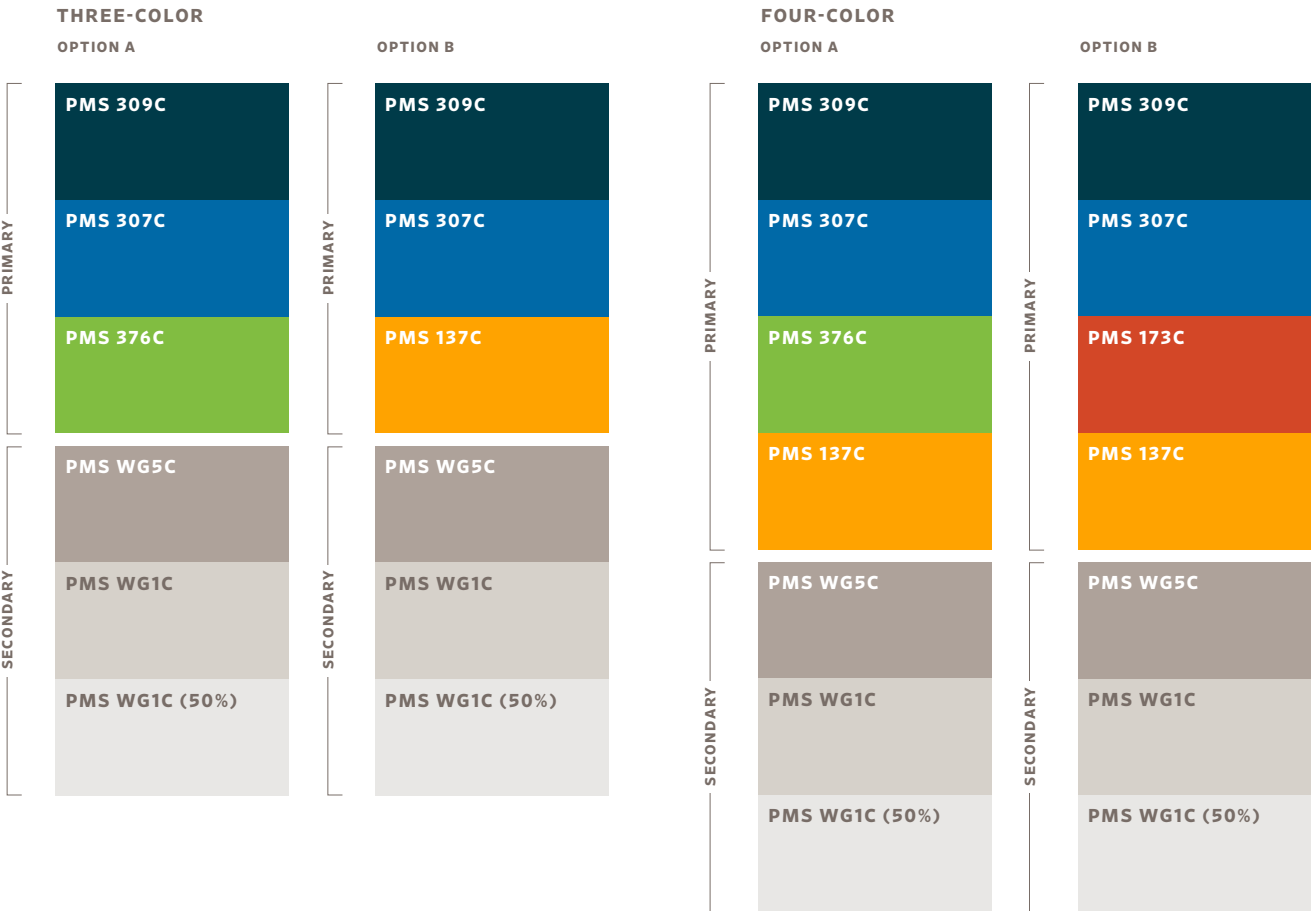 THREE-COLOR
OPTION A
PRIMARY
PMS 309C
PMS 307C
PMS 376C
SECONDARY
PMS WG5C
PMS WG1C
PMS WG1C (50%)
OPTION B
PRIMARY
PMS 309C
PMS 307C
PMS 137C
SECONDARY
PMS WG5C
PMS WG1C
PMS WG1C (50%)
FOUR-COLOR
OPTION A
PRIMARY
PMS 309C
PMS 307C
PMS 376C
PMS 137C
SECONDARY
PMS WG5C
PMS WG1C
PMS WG1C (50%)
OPTION B
PRIMARY
PMS 309C
PMS 307C
PMS 173C
PMS 137C
SECONDARY
PMS WG5C
PMS WG1C
PMS WG1C (50%)